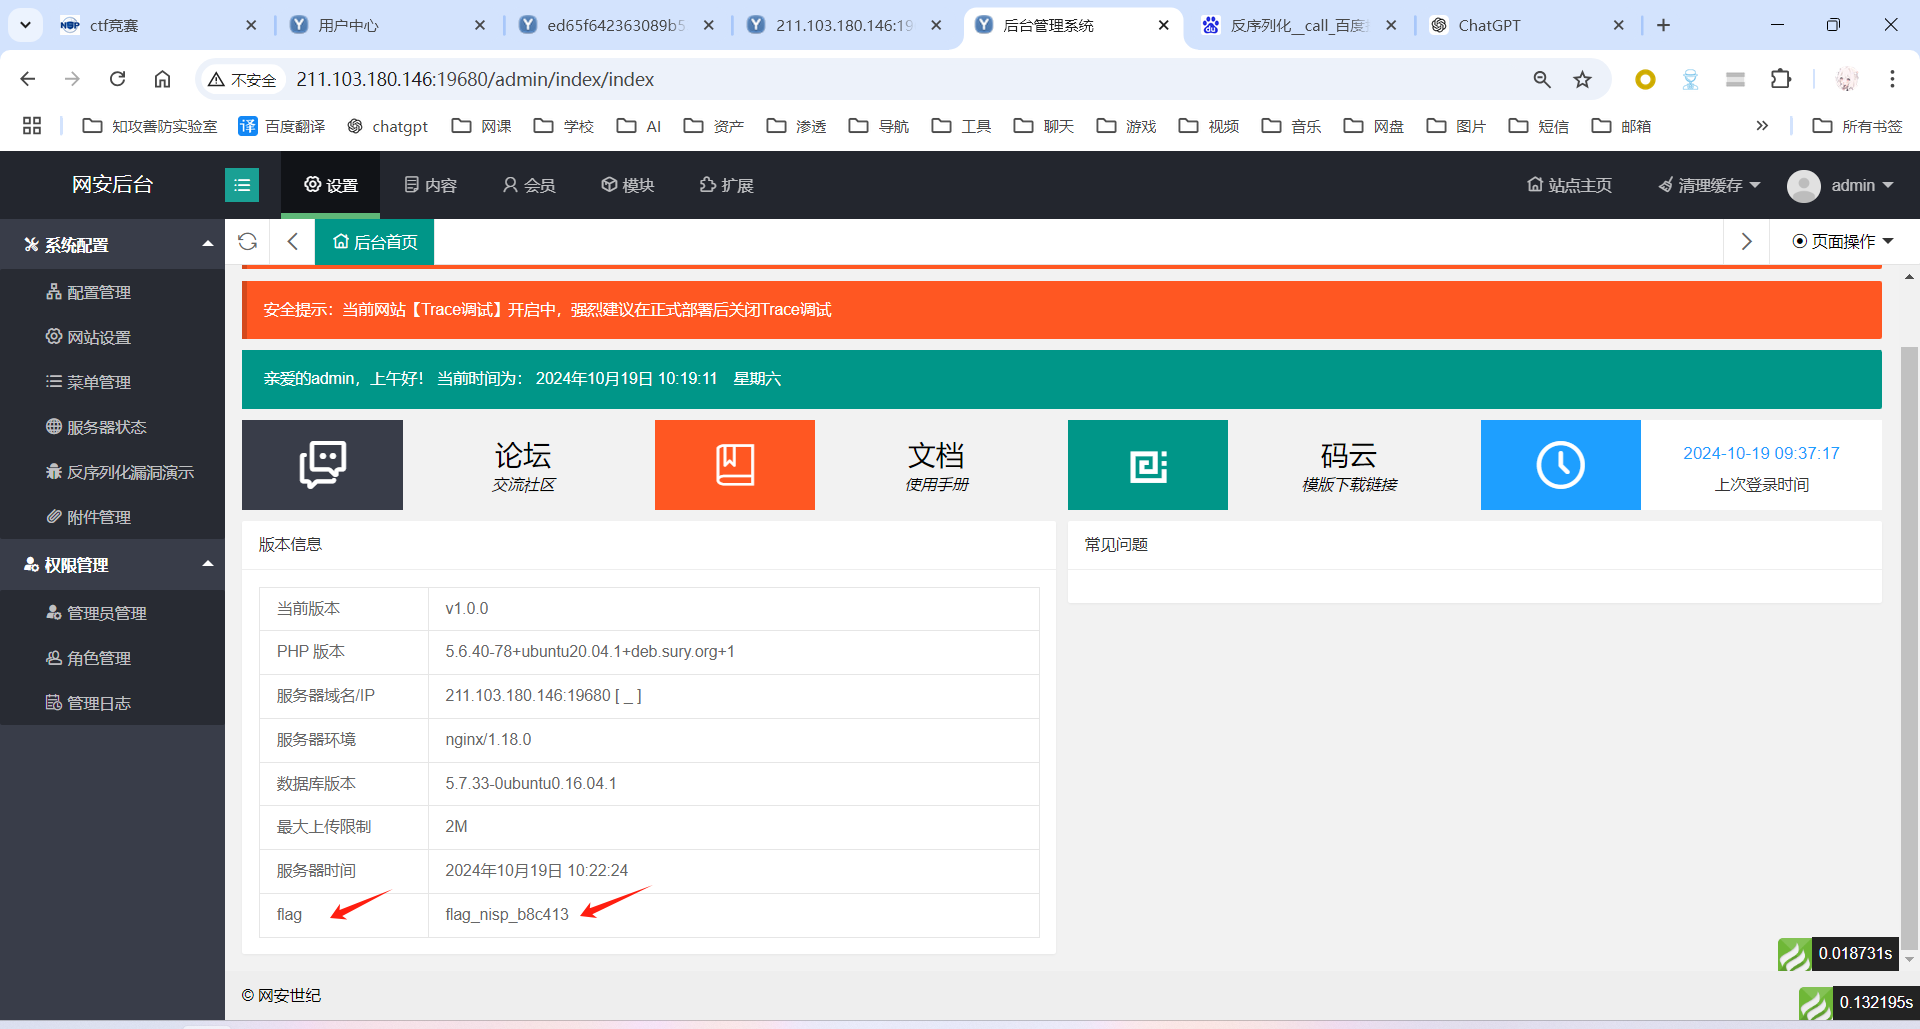 ctf竞赛
用户中心
ed65f642363089b5
211.103.180.146:19
后台管理系统
反序列化__call_百度
ChatGPT
不安全
211.103.180.146:19680/admin/index/index
知攻善防实验室
译
百度翻译
chatgpt
网课
学校
AI
资产
渗透
导航
工具
聊天
游戏
视频
音乐
网盘
图片
短信
邮箱
所有书签
网安后台
设置
内容
会员
模块
扩展
站点主页
清理缓存
admin
系统配置
后台首页
页面操作
配置管理
网站设置
菜单管理
服务器状态
反序列化漏洞演示
附件管理
权限管理
管理员管理
角色管理
管理日志
安全提示：当前网站【Trace调试】开启中，强烈建议在正式部署后关闭Trace调试
亲爱的admin，上午好！ 当前时间为： 2024年10月19日 10:19:11 星期六
论坛
交流社区
文档
使用手册
码云
模版下载链接
2024-10-19 09:37:17
上次登录时间
版本信息
当前版本 v1.0.0
PHP 版本 5.6.40-78+ubuntu20.04.1+deb.sury.org+1
服务器域名/IP 211.103.180.146:19680 [ _ ]
服务器环境 nginx/1.18.0
数据库版本 5.7.33-0ubuntu0.16.04.1
最大上传限制 2M
服务器时间 2024年10月19日 10:22:24
flag flag_nisp_b8c413
常见问题
0.018731s
© 网安世纪
0.132195s